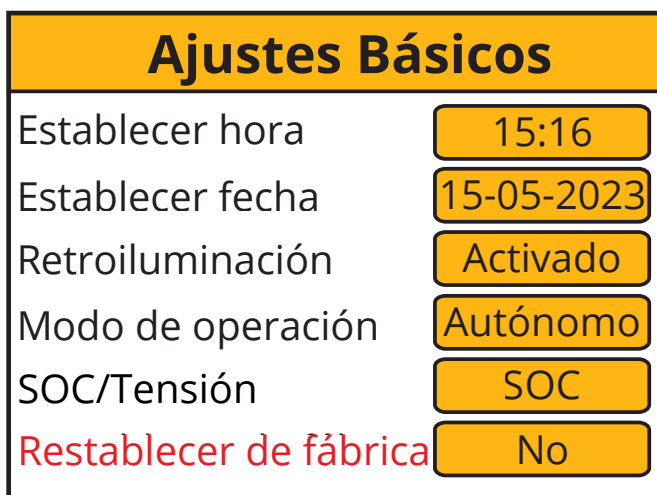 Ajustes Básicos
Establecer hora 15:16
Establecer fecha 15-05-2023
Retroiluminación Activado
Modo de operación Autónomo
SOC/Tensión SOC
Restablecer de fábrica No